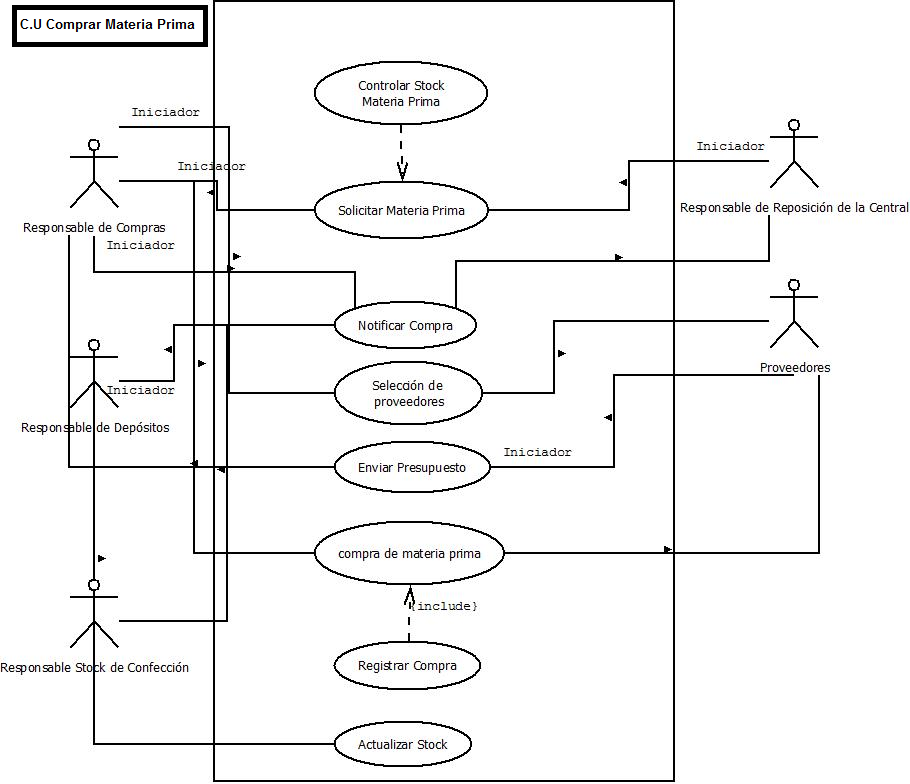 C.U Comprar Materia Prima
Controlar Stock
Materia Prima
Iniciador
Iniciador
Iniciador
Solicitar Materia Prima
Responsable de Reposición de la Central
Responsable de Compras
Iniciador
Notificar Compra
Proveedores
Selección de
proveedores
Iniciador
Responsable de Depósitos
Iniciador
Enviar Presupuesto
compra de materia prima
{include}
Registrar Compra
Responsable Stock de Confección
Actualizar Stock